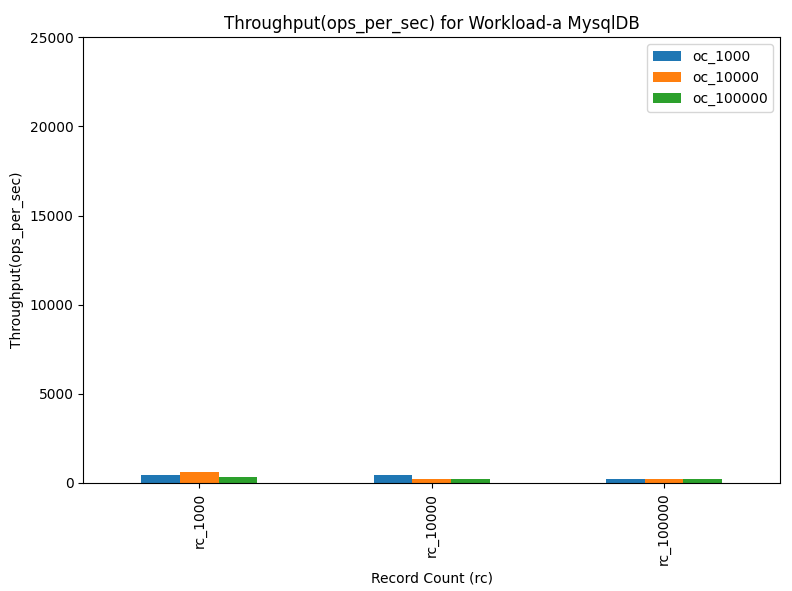 Throughput(ops_per_sec) for Workload-a MysqlDB
25000
20000
15000
10000
5000
0
Throughput(ops_per_sec)
oc_1000
oc_10000
oc_100000
rc_1000
rc_10000
rc_100000
Record Count (rc)